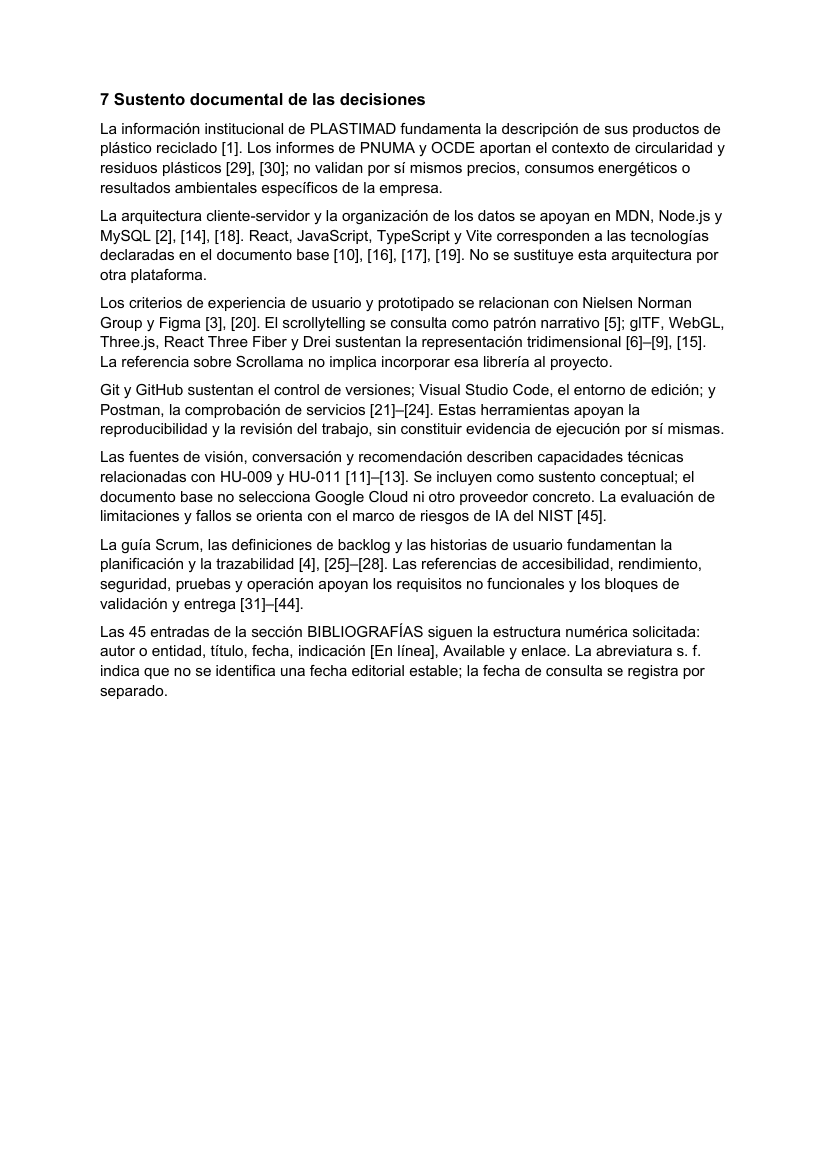 7 Sustento documental de las decisiones
La información institucional de PLASTIMAD fundamenta la descripción de sus productos de
plástico reciclado [1]. Los informes de PNUMA y OCDE aportan el contexto de circularidad y
residuos plásticos [29], [30]; no validan por sí mismos precios, consumos energéticos o
resultados ambientales específicos de la empresa.
La arquitectura cliente-servidor y la organización de los datos se apoyan en MDN, Node.js y
MySQL [2], [14], [18]. React, JavaScript, TypeScript y Vite corresponden a las tecnologías
declaradas en el documento base [10], [16], [17], [19]. No se sustituye esta arquitectura por
otra plataforma.
Los criterios de experiencia de usuario y prototipado se relacionan con Nielsen Norman
Group y Figma [3], [20]. El scrollytelling se consulta como patrón narrativo [5]; glTF, WebGL,
Three.js, React Three Fiber y Drei sustentan la representación tridimensional [6]–[9], [15].
La referencia sobre Scrollama no implica incorporar esa librería al proyecto.
Git y GitHub sustentan el control de versiones; Visual Studio Code, el entorno de edición; y
Postman, la comprobación de servicios [21]–[24]. Estas herramientas apoyan la
reproducibilidad y la revisión del trabajo, sin constituir evidencia de ejecución por sí mismas.
Las fuentes de visión, conversación y recomendación describen capacidades técnicas
relacionadas con HU-009 y HU-011 [11]–[13]. Se incluyen como sustento conceptual; el
documento base no selecciona Google Cloud ni otro proveedor concreto. La evaluación de
limitaciones y fallos se orienta con el marco de riesgos de IA del NIST [45].
La guía Scrum, las definiciones de backlog y las historias de usuario fundamentan la
planificación y la trazabilidad [4], [25]–[28]. Las referencias de accesibilidad, rendimiento,
seguridad, pruebas y operación apoyan los requisitos no funcionales y los bloques de
validación y entrega [31]–[44].
Las 45 entradas de la sección BIBLIOGRAFÍAS siguen la estructura numérica solicitada:
autor o entidad, título, fecha, indicación [En línea], Available y enlace. La abreviatura s. f.
indica que no se identifica una fecha editorial estable; la fecha de consulta se registra por
separado.